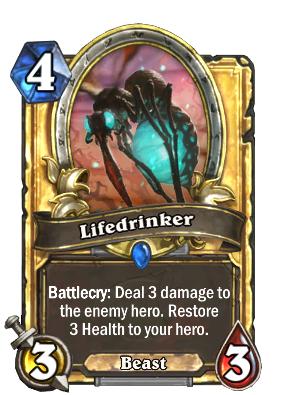 4
Lifedrinker
Battlecry: Deal 3 damage to
the enemy hero. Restore
3 Health to your hero.
3
Beast
3